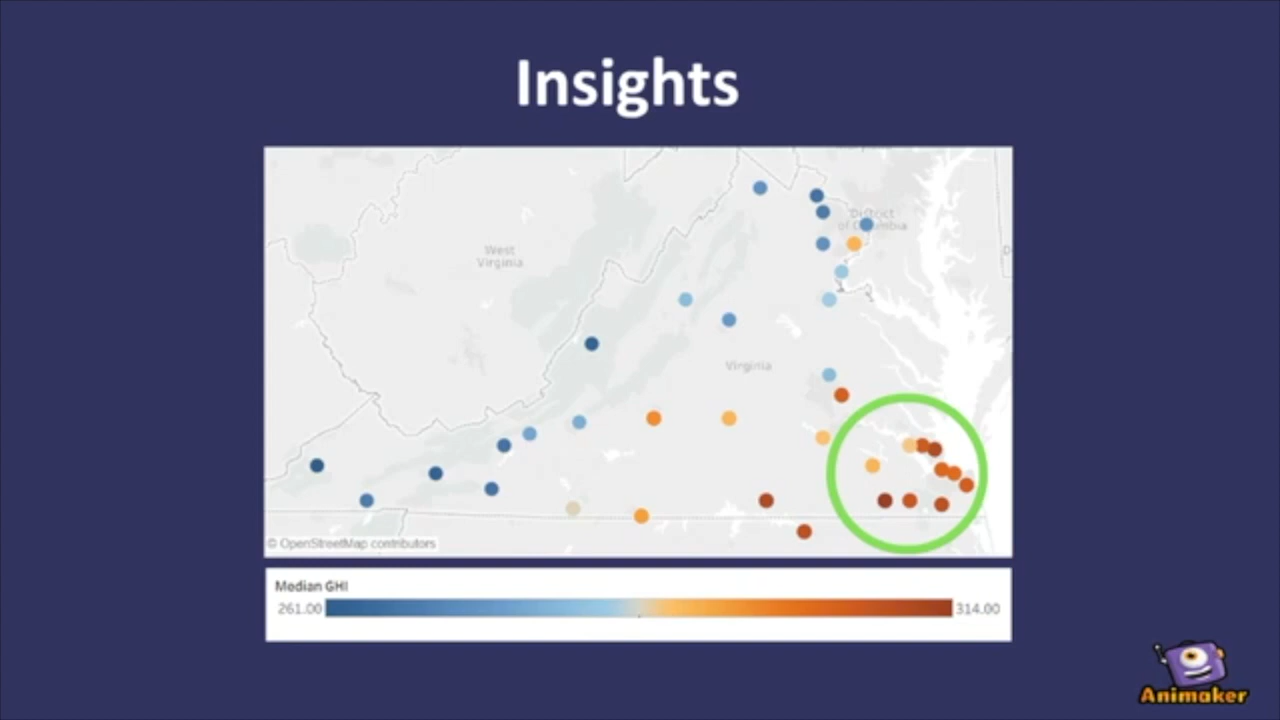 Insights
District
of Columbia
West
Virginia
Virginia
© OpenStreetMap contributors
Median GHI
261.00
314.00
Animaker